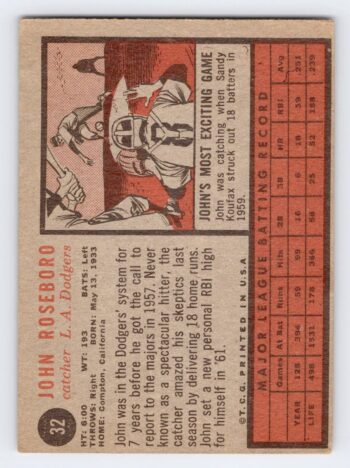 32
JOHN ROSEBORO
catcher L. A. Dodgers
HT: 6:00 WT: 193 BATS: Left
THROWS: Right BORN: May 13, 1933
HOME: Compton, California
John was in the Dodgers' system for
7 years before he got the call to
report to the majors in 1957. Never
known as a spectacular hitter, the
catcher amazed his skeptics last
season by delivering 18 home runs.
John set a new personal RBI high
for himself in '61.
JOHN'S MOST EXCITING GAME
John was catching when Sandy
Koufax struck out 18 batters in
1959.
© T. C. G. PRINTED IN U.S.A.
MAJOR LEAGUE BATTING RECORD
Games At Bat Runs Hits 2B 3B HR RBI Avg.
YEAR 128 394 59 99 16 6 18 59 .251
LIFE 498 1531 178 366 58 52 168 .239